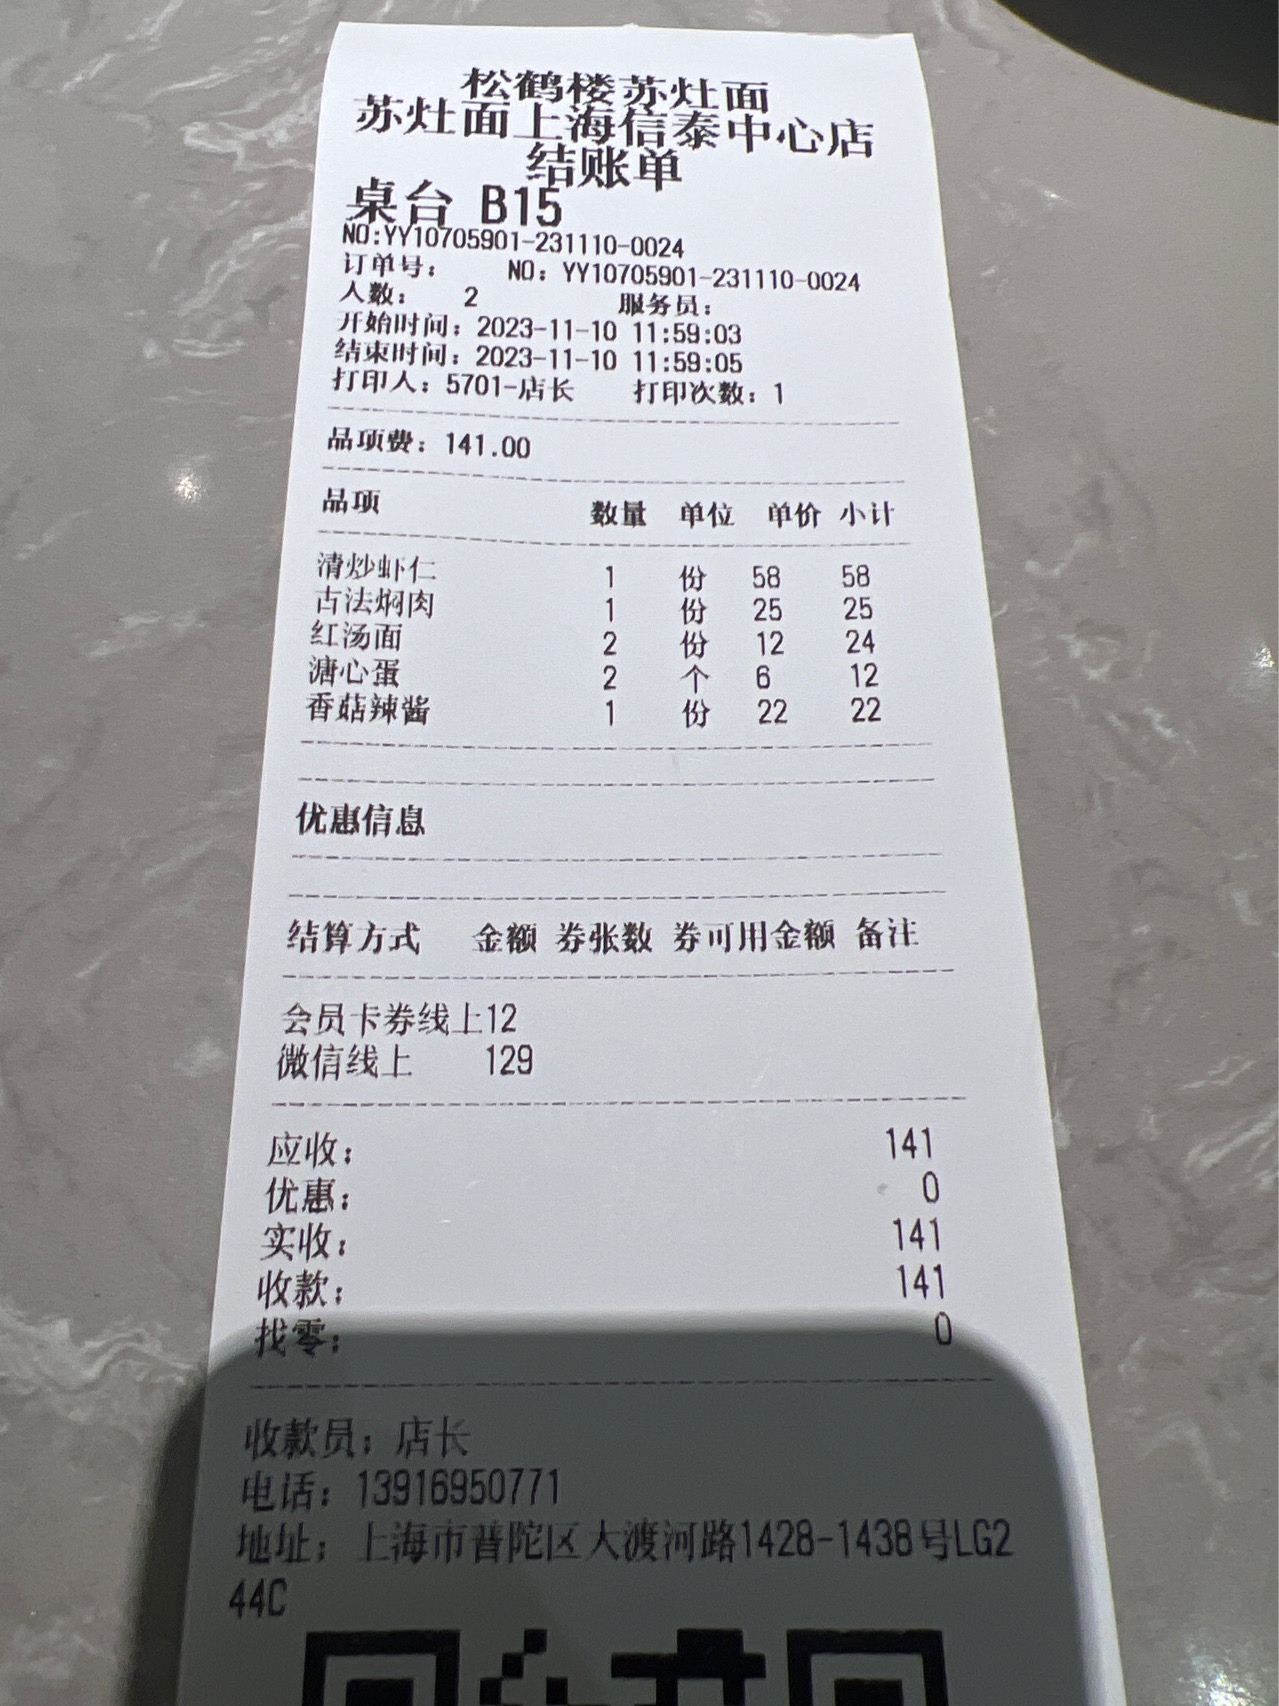 松鹤楼苏灶面
苏灶面上海信泰中心店
结账单
桌台 B15
NO:YY10705901-231110-0024
订单号： NO：YY10705901-231110-0024
人数： 2 服务员：
开始时间：2023-11-10 11:59:03
结束时间：2023-11-10 11:59:05
打印人：5701-店长 打印次数：1
品项费：141.00
品项 数量 单位 单价 小计
清炒虾仁 1 份 58 58
古法焖肉 1 份 25 25
红汤面 2 份 12 24
溏心蛋 2 个 6 12
香菇辣酱 1 份 22 22
优惠信息
结算方式 金额 券张数 券可用金额 备注
会员卡券线上12
微信线上 129
应收： 141
优惠： 0
实收： 141
收款： 141
找零： 0
收款员：店长
电话：13916950771
地址：上海市普陀区大渡河路1428-1438号LG2
44C